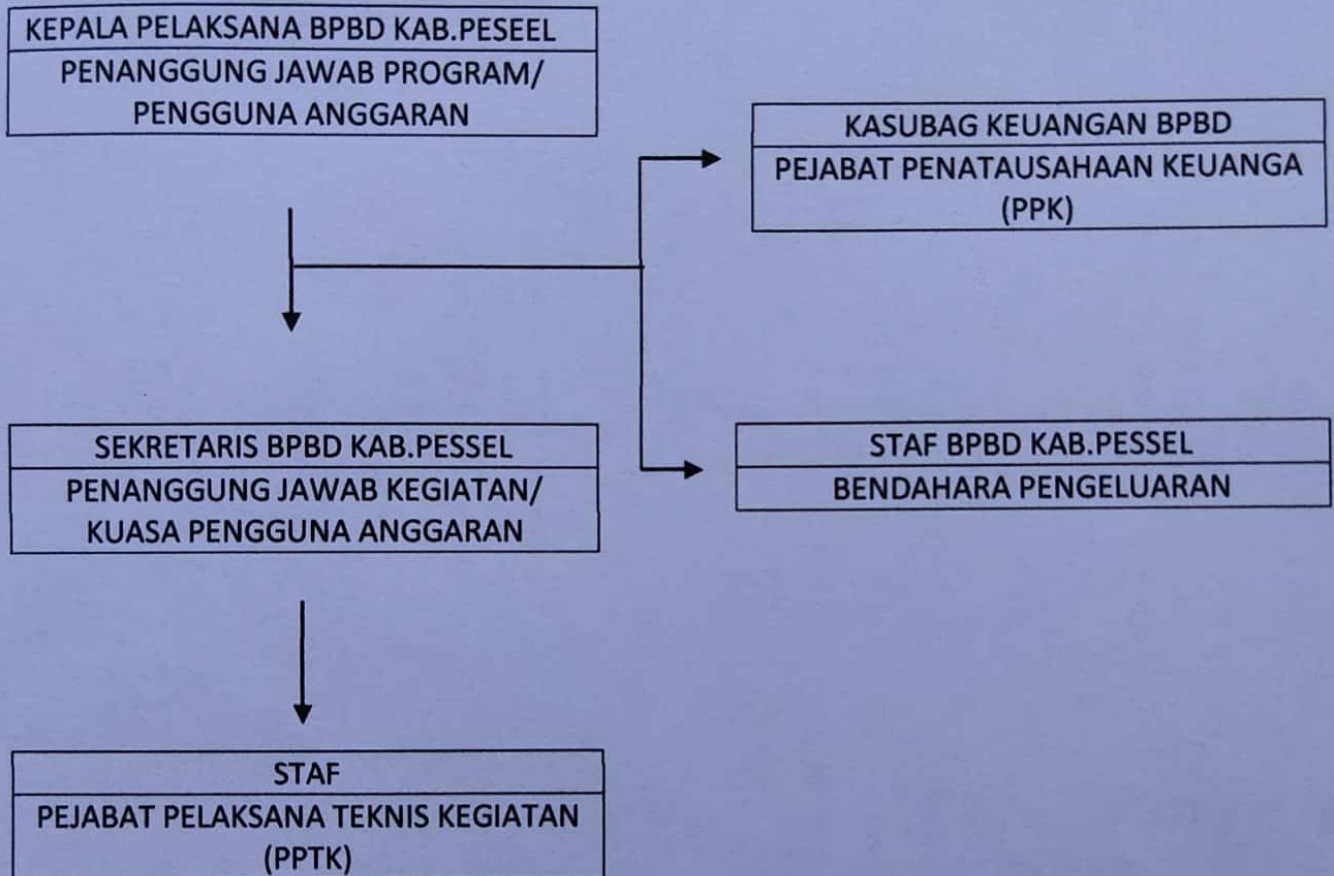 KEPALA PELAKSANA BPBD KAB.PESEEL
PENANGGUNG JAWAB PROGRAM/
PENGGUNA ANGGARAN
KASUBAG KEUANGAN BPBD
PEJABAT PENATAUSAHAAN KEUANGA
(PPK)
SEKRETARIS BPBD KAB.PESSEL
PENANGGUNG JAWAB KEGIATAN/
KUASA PENGGUNA ANGGARAN
STAF BPBD KAB.PESSEL
BENDAHARA PENGELUARAN
STAF
PEJABAT PELAKSANA TEKNIS KEGIATAN
(PPTK)